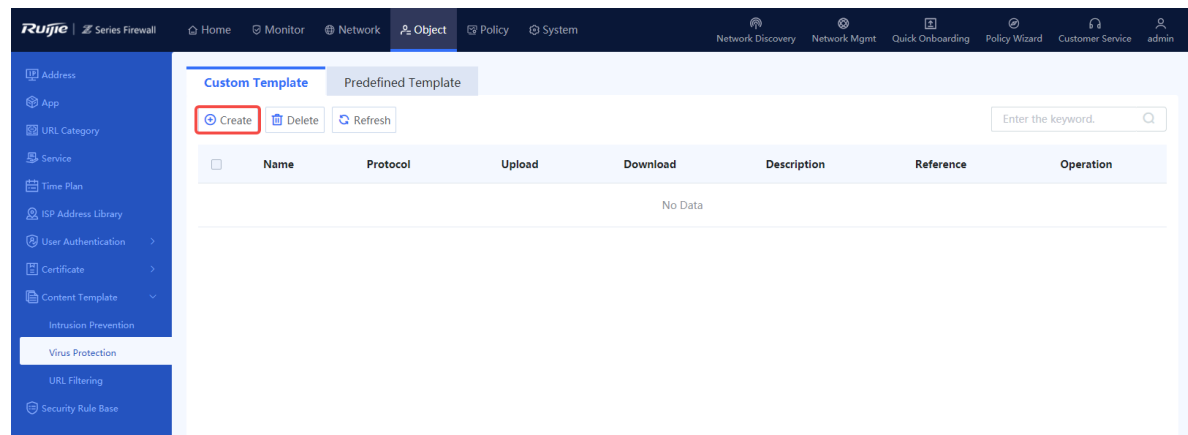 Ruijie | Z Series Firewall Home Monitor Network Object Policy System Network Discovery Network Mgmt Quick Onboarding Policy Wizard Customer Service admin
Address
App
URL Category
Service
Time Plan
ISP Address Library
User Authentication
Certificate
Content Template
Intrusion Prevention
Virus Protection
URL Filtering
Security Rule Base
Custom Template Predefined Template
Create Delete Refresh Enter the keyword.
Name Protocol Upload Download Description Reference Operation
No Data